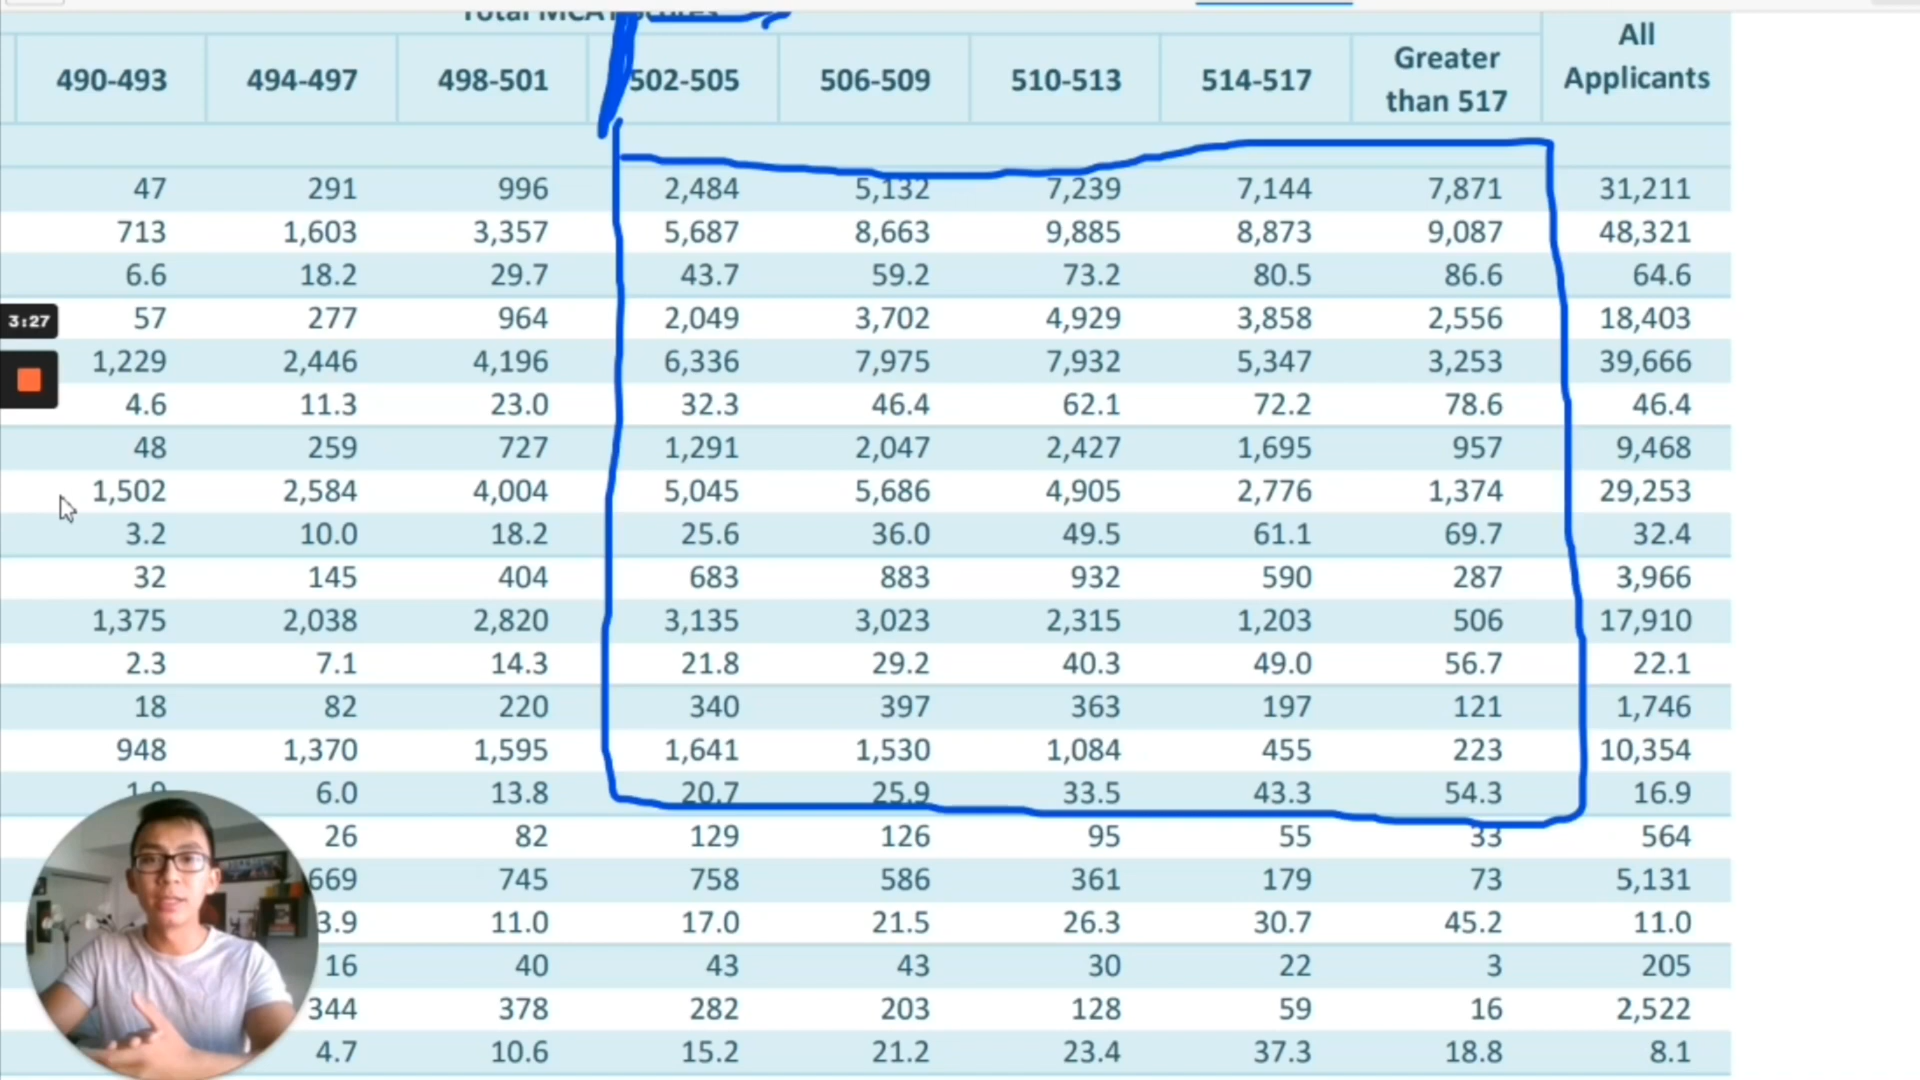 Total MCAT Scores
490-493 494-497 498-501 502-505 506-509 510-513 514-517 Greater than 517 All Applicants
47 291 996 2,484 5,132 7,239 7,144 7,871 31,211
713 1,603 3,357 5,687 8,663 9,885 8,873 9,087 48,321
6.6 18.2 29.7 43.7 59.2 73.2 80.5 86.6 64.6
3:27 57 277 964 2,049 3,702 4,929 3,858 2,556 18,403
1,229 2,446 4,196 6,336 7,975 7,932 5,347 3,253 39,666
4.6 11.3 23.0 32.3 46.4 62.1 72.2 78.6 46.4
48 259 727 1,291 2,047 2,427 1,695 957 9,468
1,502 2,584 4,004 5,045 5,686 4,905 2,776 1,374 29,253
3.2 10.0 18.2 25.6 36.0 49.5 61.1 69.7 32.4
32 145 404 683 883 932 590 287 3,966
1,375 2,038 2,820 3,135 3,023 2,315 1,203 506 17,910
2.3 7.1 14.3 21.8 29.2 40.3 49.0 56.7 22.1
18 82 220 340 397 363 197 121 1,746
948 1,370 1,595 1,641 1,530 1,084 455 223 10,354
6.0 13.8 20.7 25.9 33.5 43.3 54.3 16.9
26 82 129 126 95 55 33 564
669 745 758 586 361 179 73 5,131
3.9 11.0 17.0 21.5 26.3 30.7 45.2 11.0
16 40 43 43 30 22 3 205
344 378 282 203 128 59 16 2,522
4.7 10.6 15.2 21.2 23.4 37.3 18.8 8.1